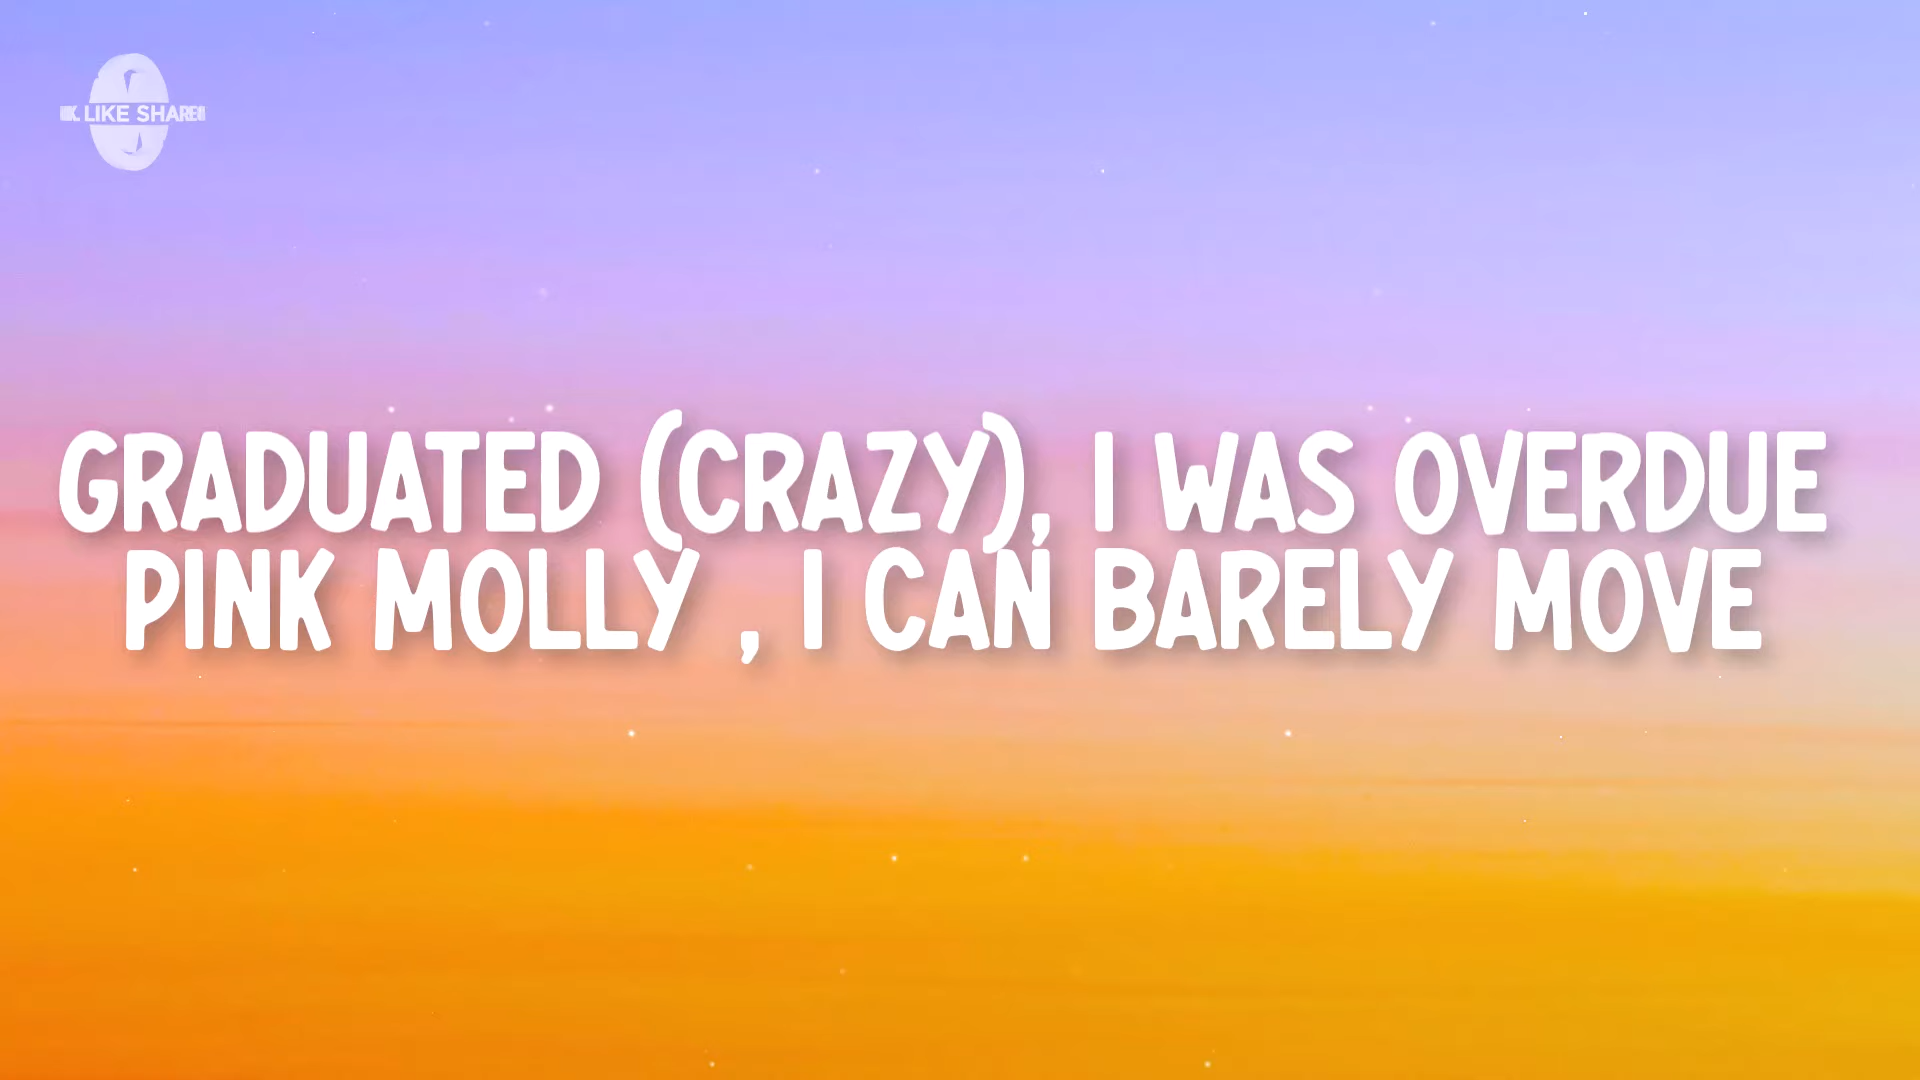 LIKE SHARE
GRADUATED (CRAZY), I WAS OVERDUE
PINK MOLLY , I CAN BARELY MOVE